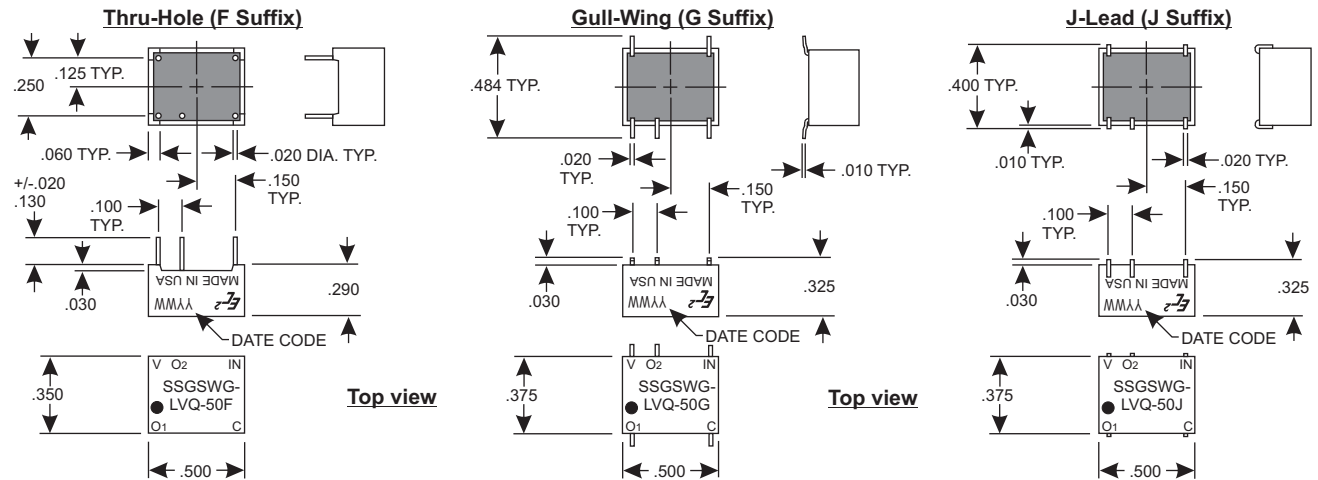 Thru-Hole (F Suffix)
.250
.125 TYP.
.060 TYP.
.020 DIA. TYP.
+/-.020
.130
.100
TYP.
.150
TYP.
.030
MADE IN USA
YYWW
.290
DATE CODE
.350
V O2 IN
SSGSWG-
LVQ-50F
O1 C
.500
Top view
Gull-Wing (G Suffix)
.484 TYP.
.020
TYP.
.010 TYP.
.100
TYP.
.150
TYP.
.030
MADE IN USA
YYWW
.325
DATE CODE
.375
V O2 IN
SSGSWG-
LVQ-50G
O1 C
.500
Top view
J-Lead (J Suffix)
.400 TYP.
.010 TYP.
.020 TYP.
.100
TYP.
.150
TYP.
.030
MADE IN USA
YYWW
.325
DATE CODE
.375
V O2 IN
SSGSWG-
LVQ-50J
O1 C
.500